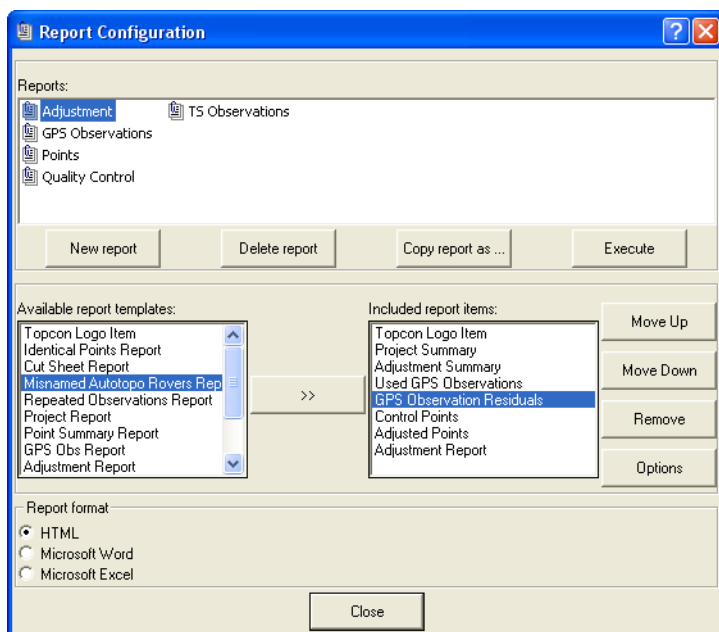 Report Configuration
Reports:
Adjustment
TS Observations
GPS Observations
Points
Quality Control
New report
Delete report
Copy report as ...
Execute
Available report templates:
Topcon Logo Item
Identical Points Report
Cut Sheet Report
Misnamed Autotopo Rovers Rep
Repeated Observations Report
Project Report
Point Summary Report
GPS Obs Report
Adjustment Report
>>
Included report items:
Topcon Logo Item
Project Summary
Adjustment Summary
Used GPS Observations
GPS Observation Residuals
Control Points
Adjusted Points
Adjustment Report
Move Up
Move Down
Remove
Options
Report format
HTML
Microsoft Word
Microsoft Excel
Close